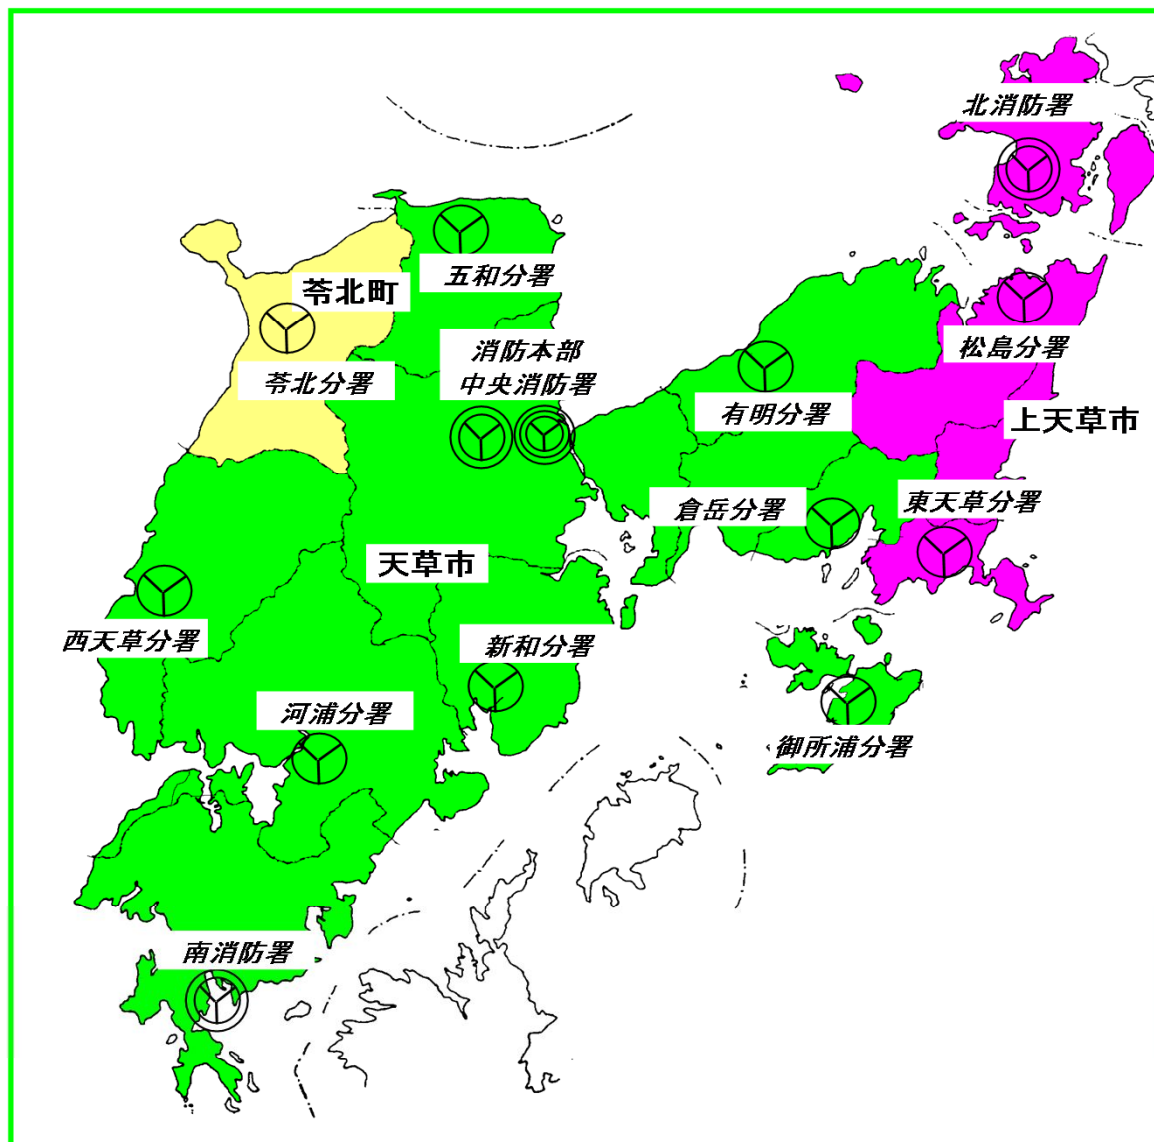 北消防署
五和分署
苓北町
松島分署
消防本部
中央消防署
苓北分署
有明分署
上天草市
倉岳分署
東天草分署
天草市
西天草分署
新和分署
河浦分署
御所浦分署
南消防署